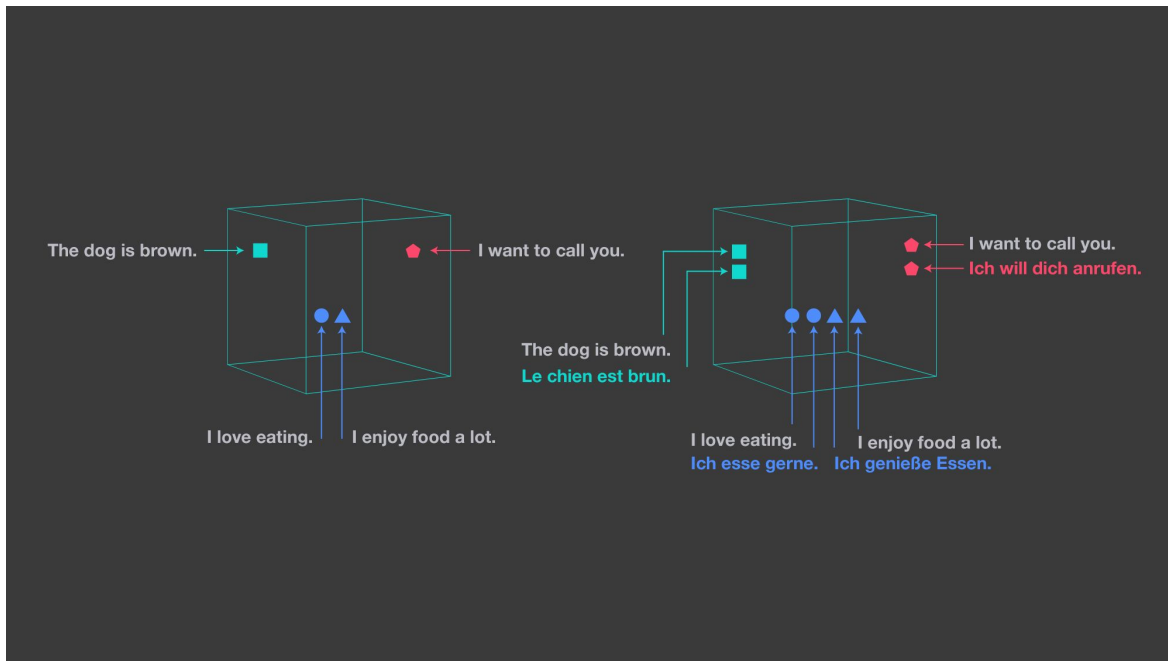 The dog is brown.
I want to call you.
I love eating.
I enjoy food a lot.
I want to call you.
Ich will dich anrufen.
The dog is brown.
Le chien est brun.
I love eating.
I enjoy food a lot.
Ich esse gerne.
Ich genieße Essen.